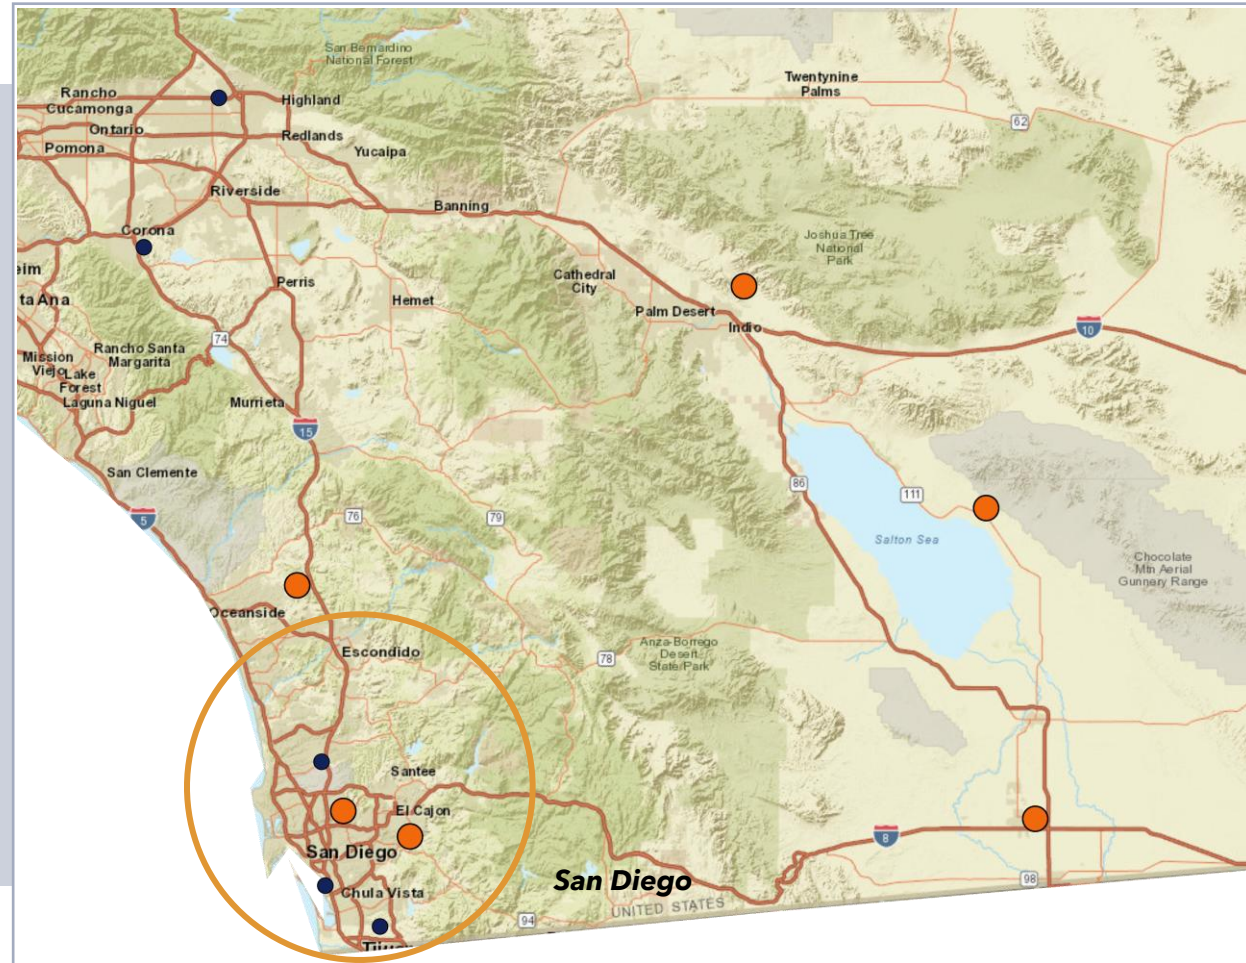 San Bernardino
National Forest
Twentynine
Palms
Rancho
Cucamonga
Highland
62
Ontario
Redlands
Pomona
Yucaipa
Riverside
Banning
Corona
Joshua Tree
National
Park
eim
Cathedral
City
Perris
ta Ana
Hemet
Palm Desert
Indio
10
74
Mission
Viejo
Rancho Santa
Margarita
Lake
Forest
Laguna Niguel
Murrieta
15
San Clemente
86
111
5
76
79
Salton Sea
Chocolate
Mtn Aerial
Gunnery Range
Oceanside
Escondido
78
Anza-Borrego
Desert
State Park
Santee
El Cajon
8
San Diego
San Diego
98
Chula Vista
UNITED STATES
94